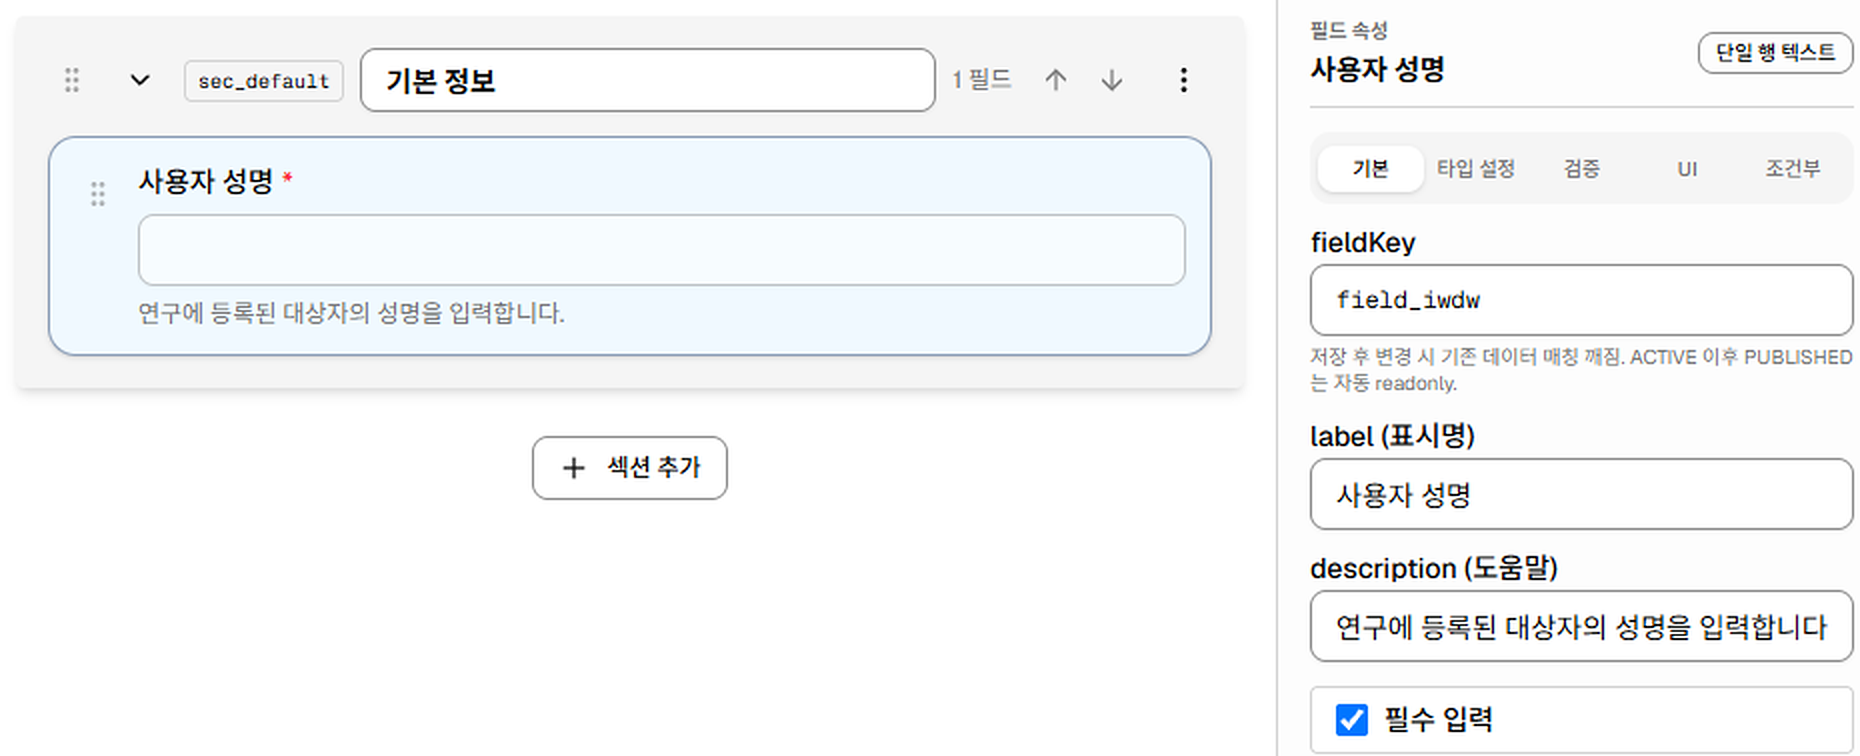 sec_default 기본 정보 1 필드
사용자 성명 *
연구에 등록된 대상자의 성명을 입력합니다.
섹션 추가
필드 속성
사용자 성명
단일 행 텍스트
기본 타입 설정 검증 UI 조건부
fieldKey
field_iwdw
저장 후 변경 시 기존 데이터 매칭 깨짐. ACTIVE 이후 PUBLISHED
는 자동 readonly.
label (표시명)
사용자 성명
description (도움말)
연구에 등록된 대상자의 성명을 입력합니다
필수 입력